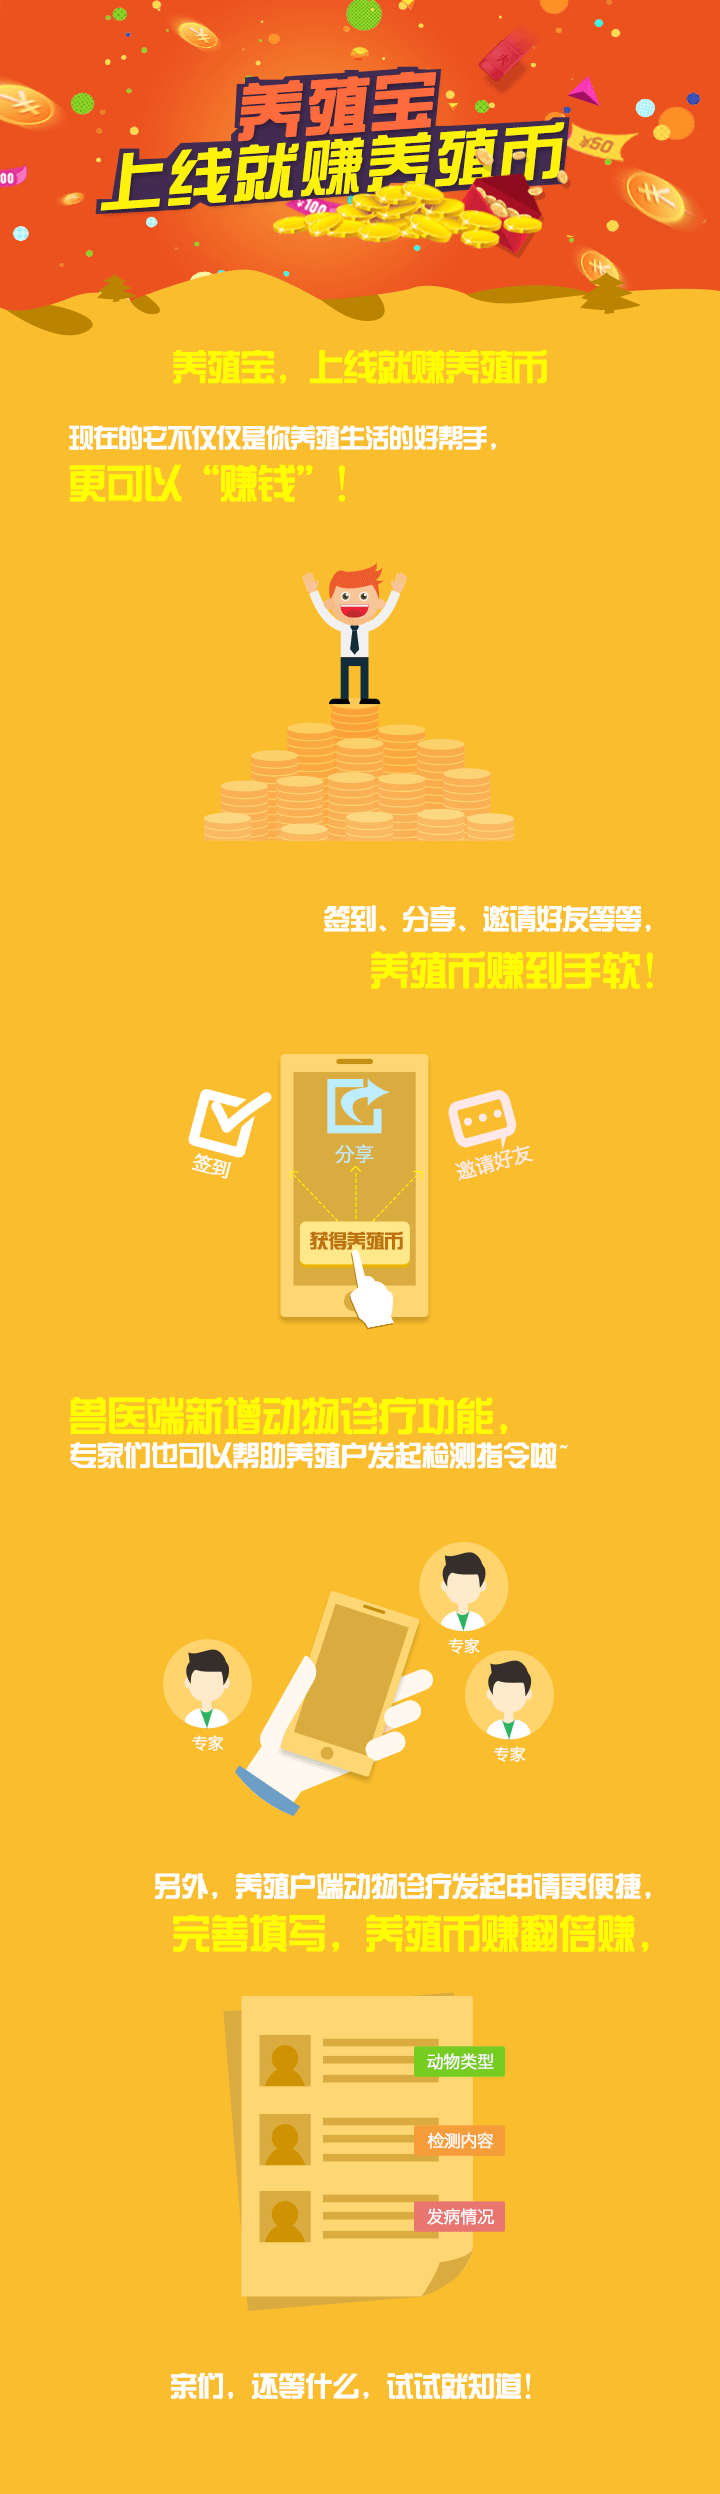 养殖宝
上线就赚养殖币
¥50
00
¥100
养殖宝，上线就赚养殖币
现在的它不仅仅是你养殖生活的好帮手，
更可以“赚钱”！
签到、分享、邀请好友等等，
养殖币赚到手软！
分享
签到
邀请好友
获得养殖币
兽医端新增动物诊疗功能，
专家们也可以帮助养殖户发起检测指令啦~
专家
专家
专家
另外，养殖户端动物诊疗发起申请更便捷，
完善填写，养殖币赚翻倍赚，
动物类型
检测内容
发病情况
亲们，还等什么，试试就知道！